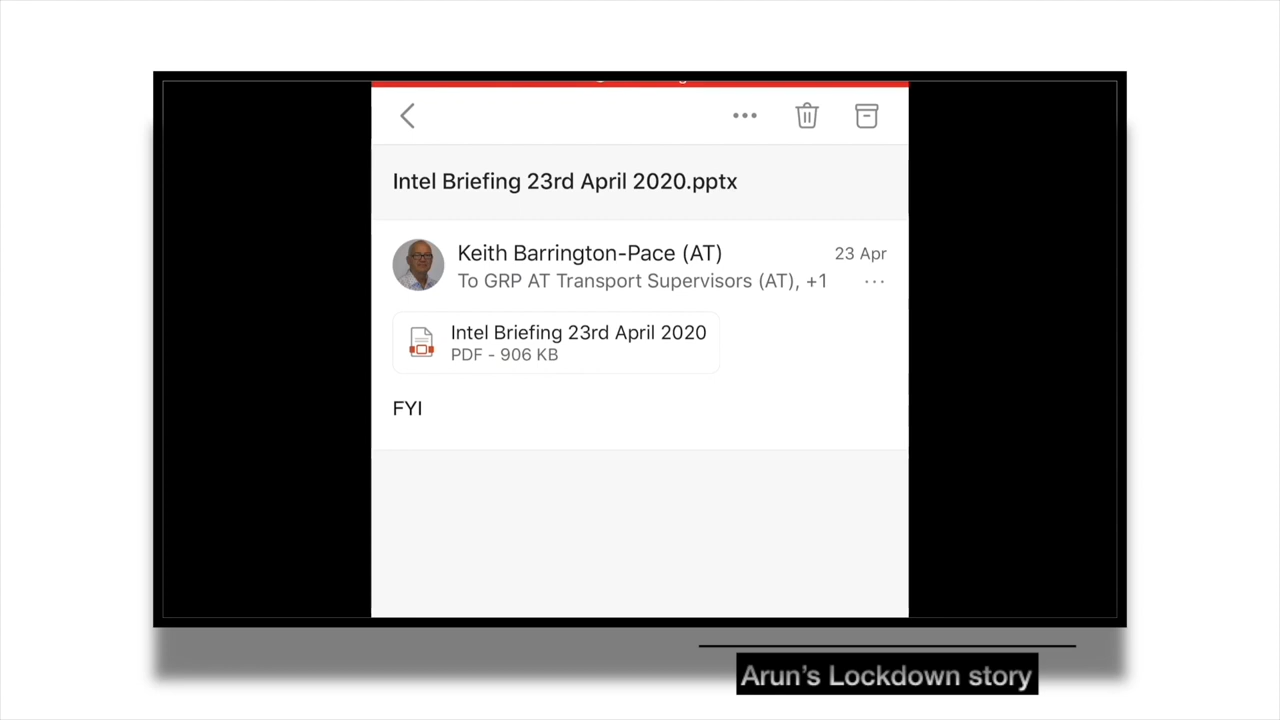 Intel Briefing 23rd April 2020.pptx
Keith Barrington-Pace (AT)
23 Apr
To GRP AT Transport Supervisors (AT), +1
Intel Briefing 23rd April 2020
PDF - 906 KB
FYI
Arun’s Lockdown story